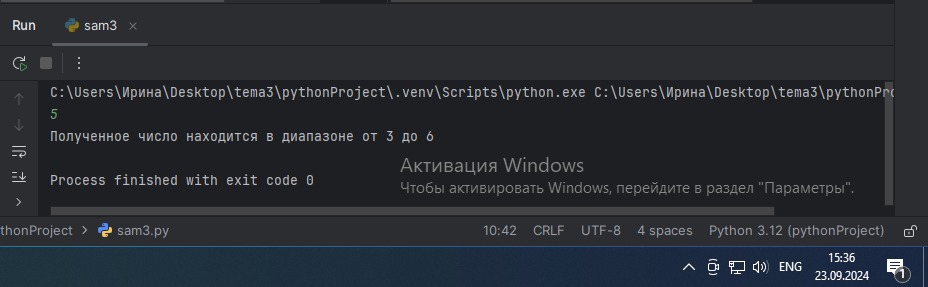 Run sam3
C:\Users\Ирина\Desktop\tema3\pythonProject\.venv\Scripts\python.exe C:\Users\Ирина\Desktop\tema3\pythonPro
5
Полученное число находится в диапазоне от 3 до 6
Активация Windows
Process finished with exit code 0
Чтобы активировать Windows, перейдите в раздел "Параметры".
thonProject > sam3.py 10:42 CRLF UTF-8 4 spaces Python 3.12 (pythonProject)
15:36
ENG
23.09.2024
1